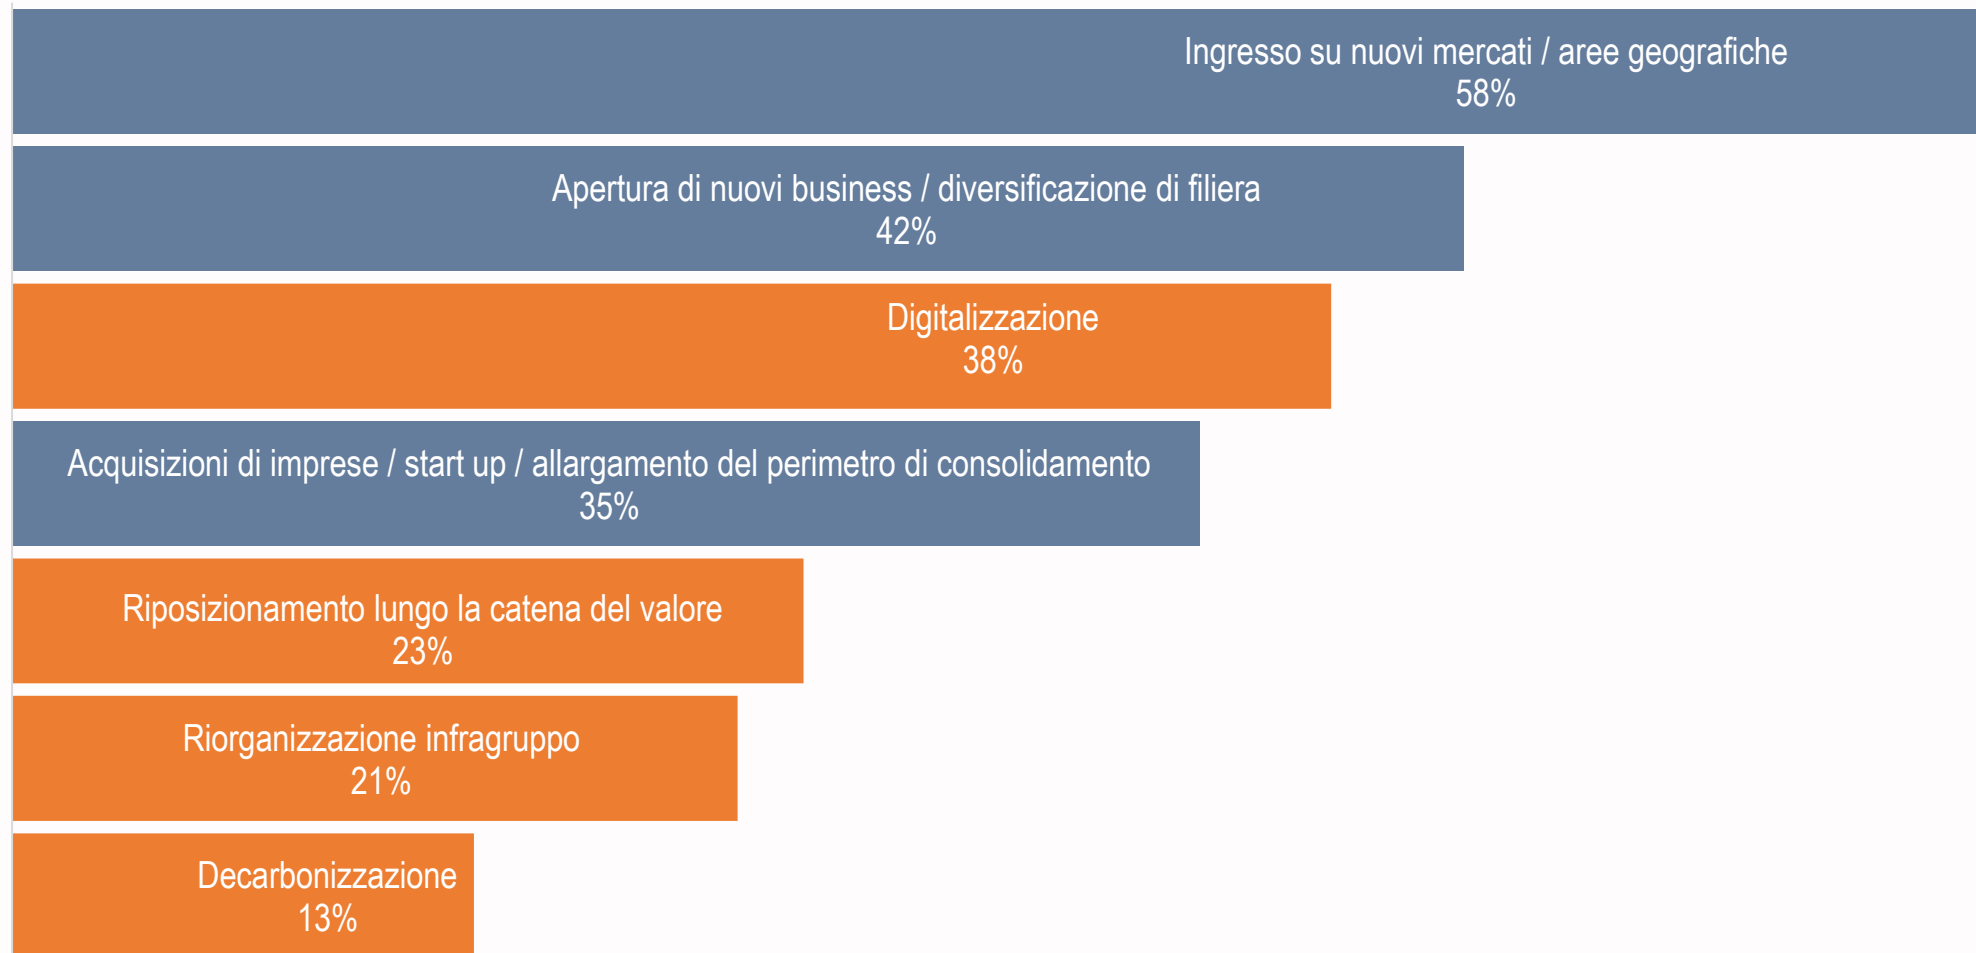 Ingresso su nuovi mercati / aree geografiche
58%
Apertura di nuovi business / diversificazione di filiera
42%
Digitalizzazione
38%
Acquisizioni di imprese / start up / allargamento del perimetro di consolidamento
35%
Riposizionamento lungo la catena del valore
23%
Riorganizzazione infragruppo
21%
Decarbonizzazione
13%